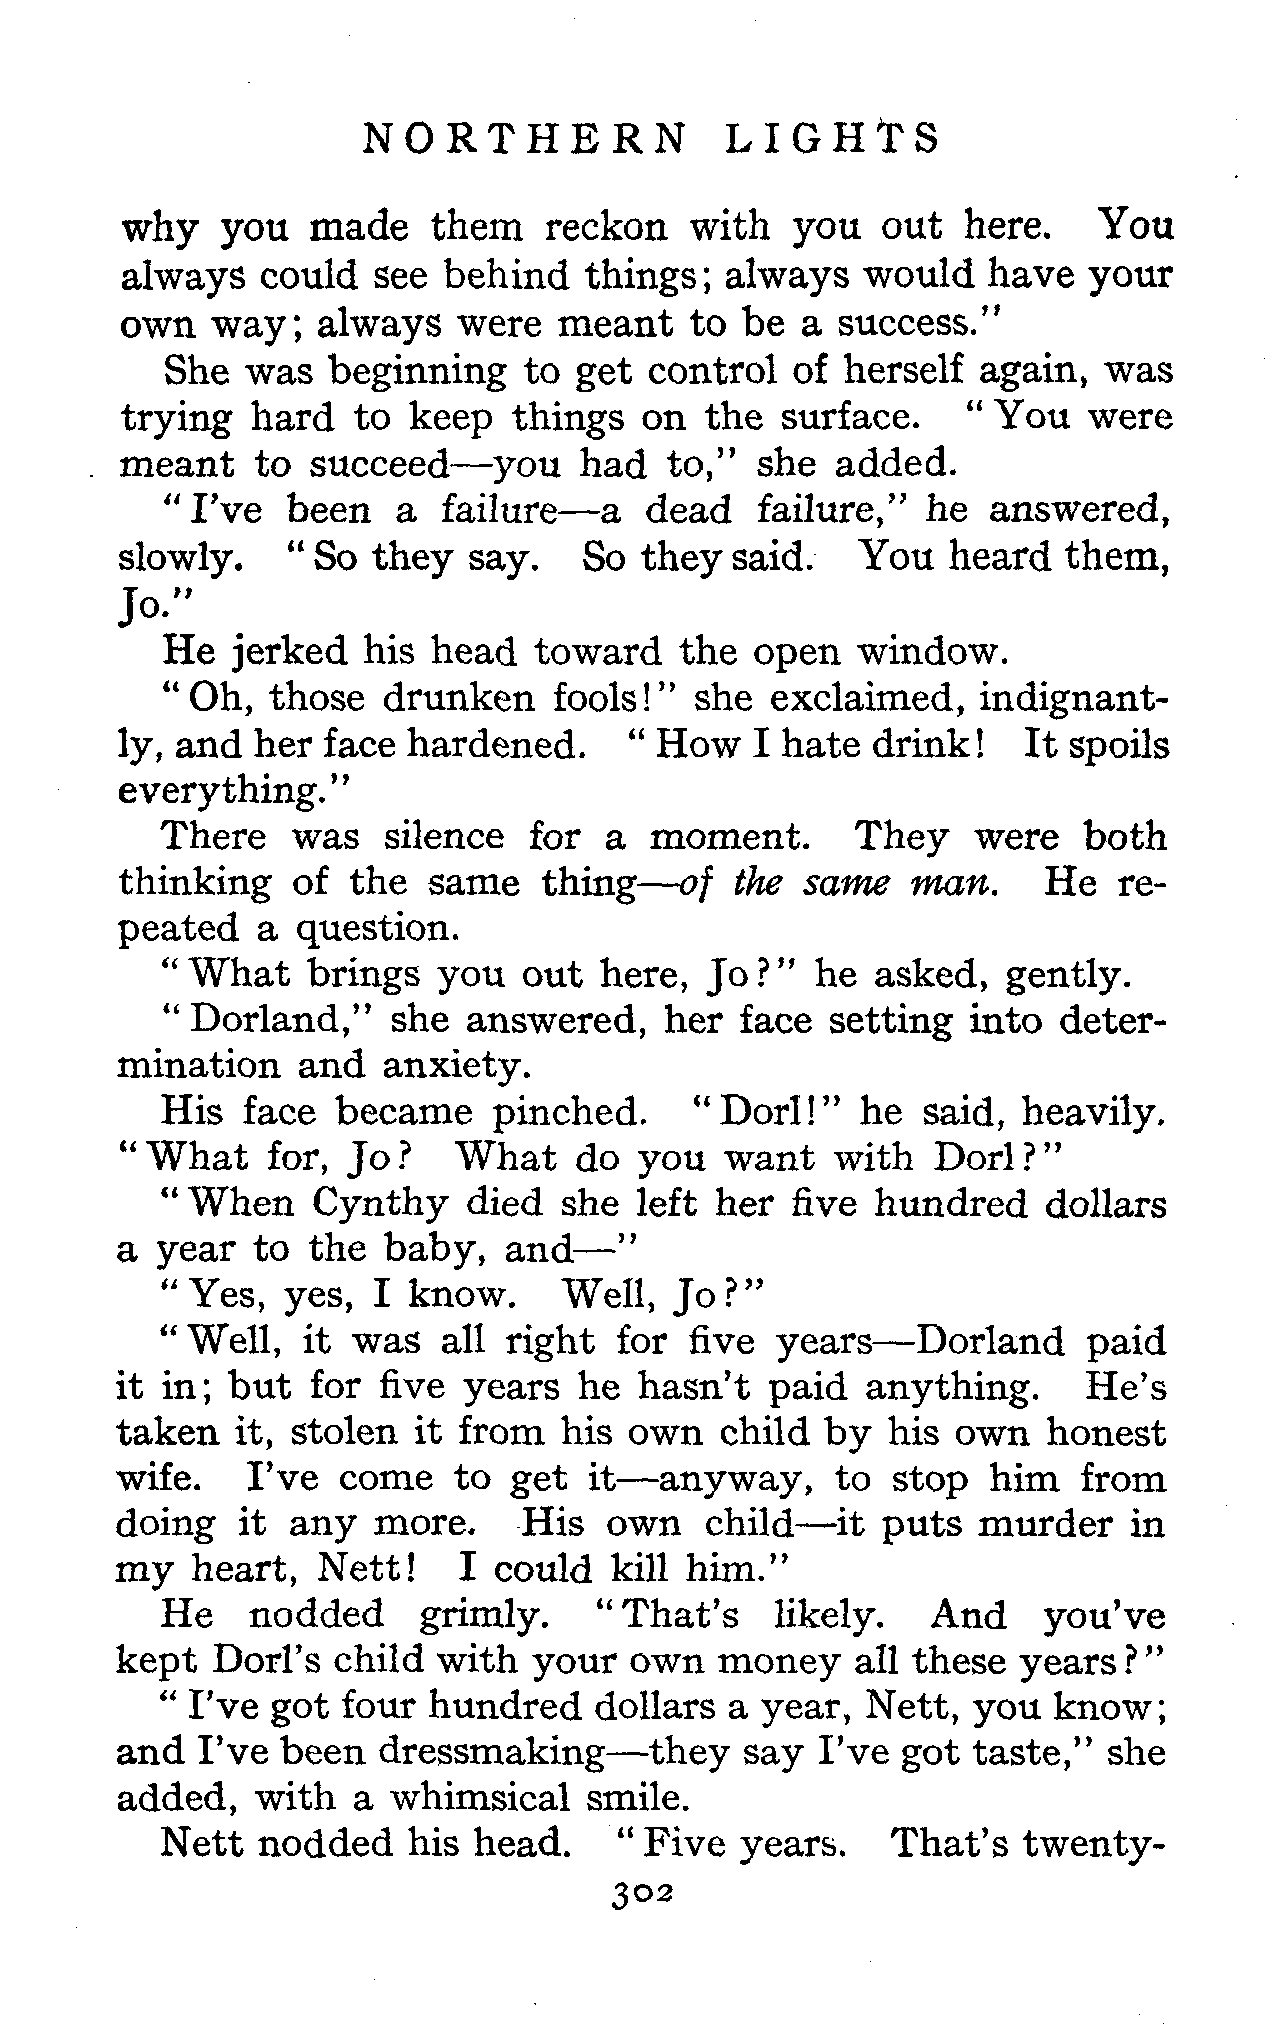 NORTHERN LIGHTS
why you made them reckon with you out here. You
always could see behind things; always would have your
own way; always were meant to be a success."
She was beginning to get control of herself again, was
trying hard to keep things on the surface. "You were
meant to succeed—you had to," she added.
"I've been a failure—a dead failure," he answered,
slowly. "So they say. So they said. You heard them,
Jo."
He jerked his head toward the open window.
"Oh, those drunken fools!" she exclaimed, indignant-
ly, and her face hardened. "How I hate drink! It spoils
everything."
There was silence for a moment. They were both
thinking of the same thing—of the same man. He re-
peated a question.
"What brings you out here, Jo?" he asked, gently.
"Dorland," she answered, her face setting into deter-
mination and anxiety.
His face became pinched. "Dorl!" he said, heavily.
"What for, Jo? What do you want with Dorl?"
"When Cynthy died she left her five hundred dollars
a year to the baby, and—"
"Yes, yes, I know. Well, Jo?"
"Well, it was all right for five years—Dorland paid
it in; but for five years he hasn't paid anything. He's
taken it, stolen it from his own child by his own honest
wife. I've come to get it—anyway, to stop him from
doing it any more. His own child—it puts murder in
my heart, Nett! I could kill him."
He nodded grimly. "That's likely. And you've
kept Dorl's child with your own money all these years?"
"I've got four hundred dollars a year, Nett, you know;
and I've been dressmaking—they say I've got taste," she
added, with a whimsical smile.
Nett nodded his head. "Five years. That's twenty-
302